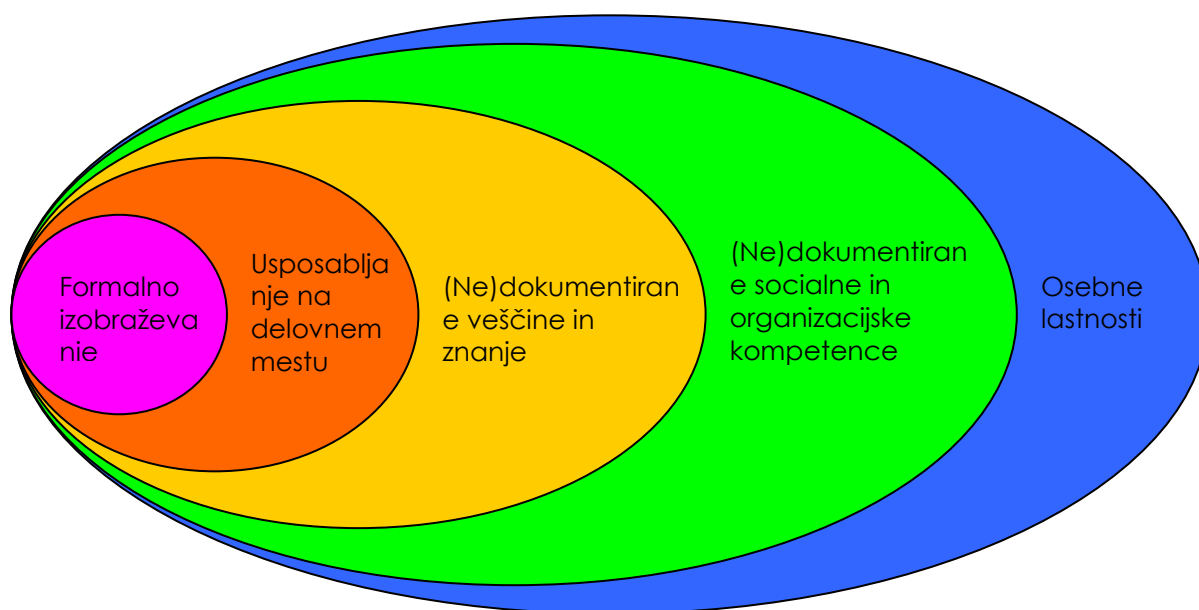 Formalno
izobraževa
nie
Usposablja
nje na
delovnem
mestu
(Ne)dokumentiran
e veščine in
znanje
(Ne)dokumentiran
e socialne in
organizacijske
kompetence
Osebne
lastnosti